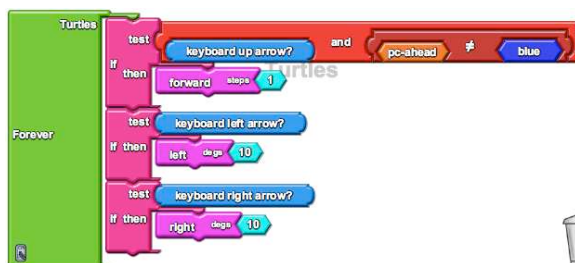 Turtles
test keyboard up arrow? and pc-ahead ≠ blue
If
then Turtles
forward steps 1
test keyboard left arrow?
Forever
If then left degs 10
test keyboard right arrow?
If then right degs 10